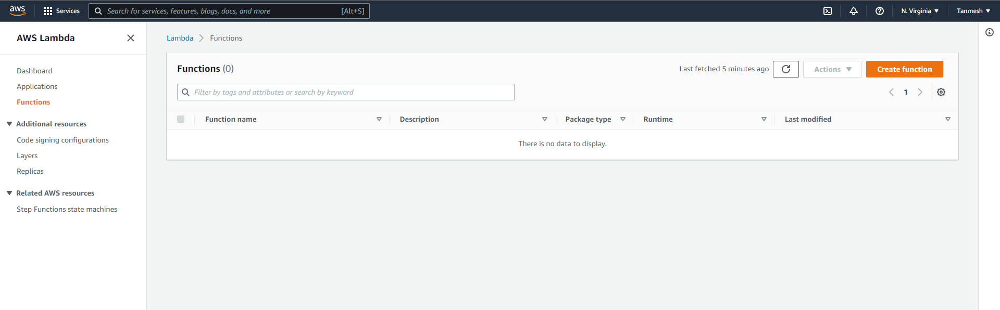 aws Services Search for services, features, blogs, docs, and more [Alt+S] N. Virginia Tanmesh
AWS Lambda
Dashboard
Applications
Functions
Additional resources
Code signing configurations
Layers
Replicas
Related AWS resources
Step Functions state machines
Lambda Functions
Functions (0) Last fetched 5 minutes ago Actions Create function
Filter by tags and attributes or search by keyword 1
Function name Description Package type Runtime Last modified
There is no data to display.